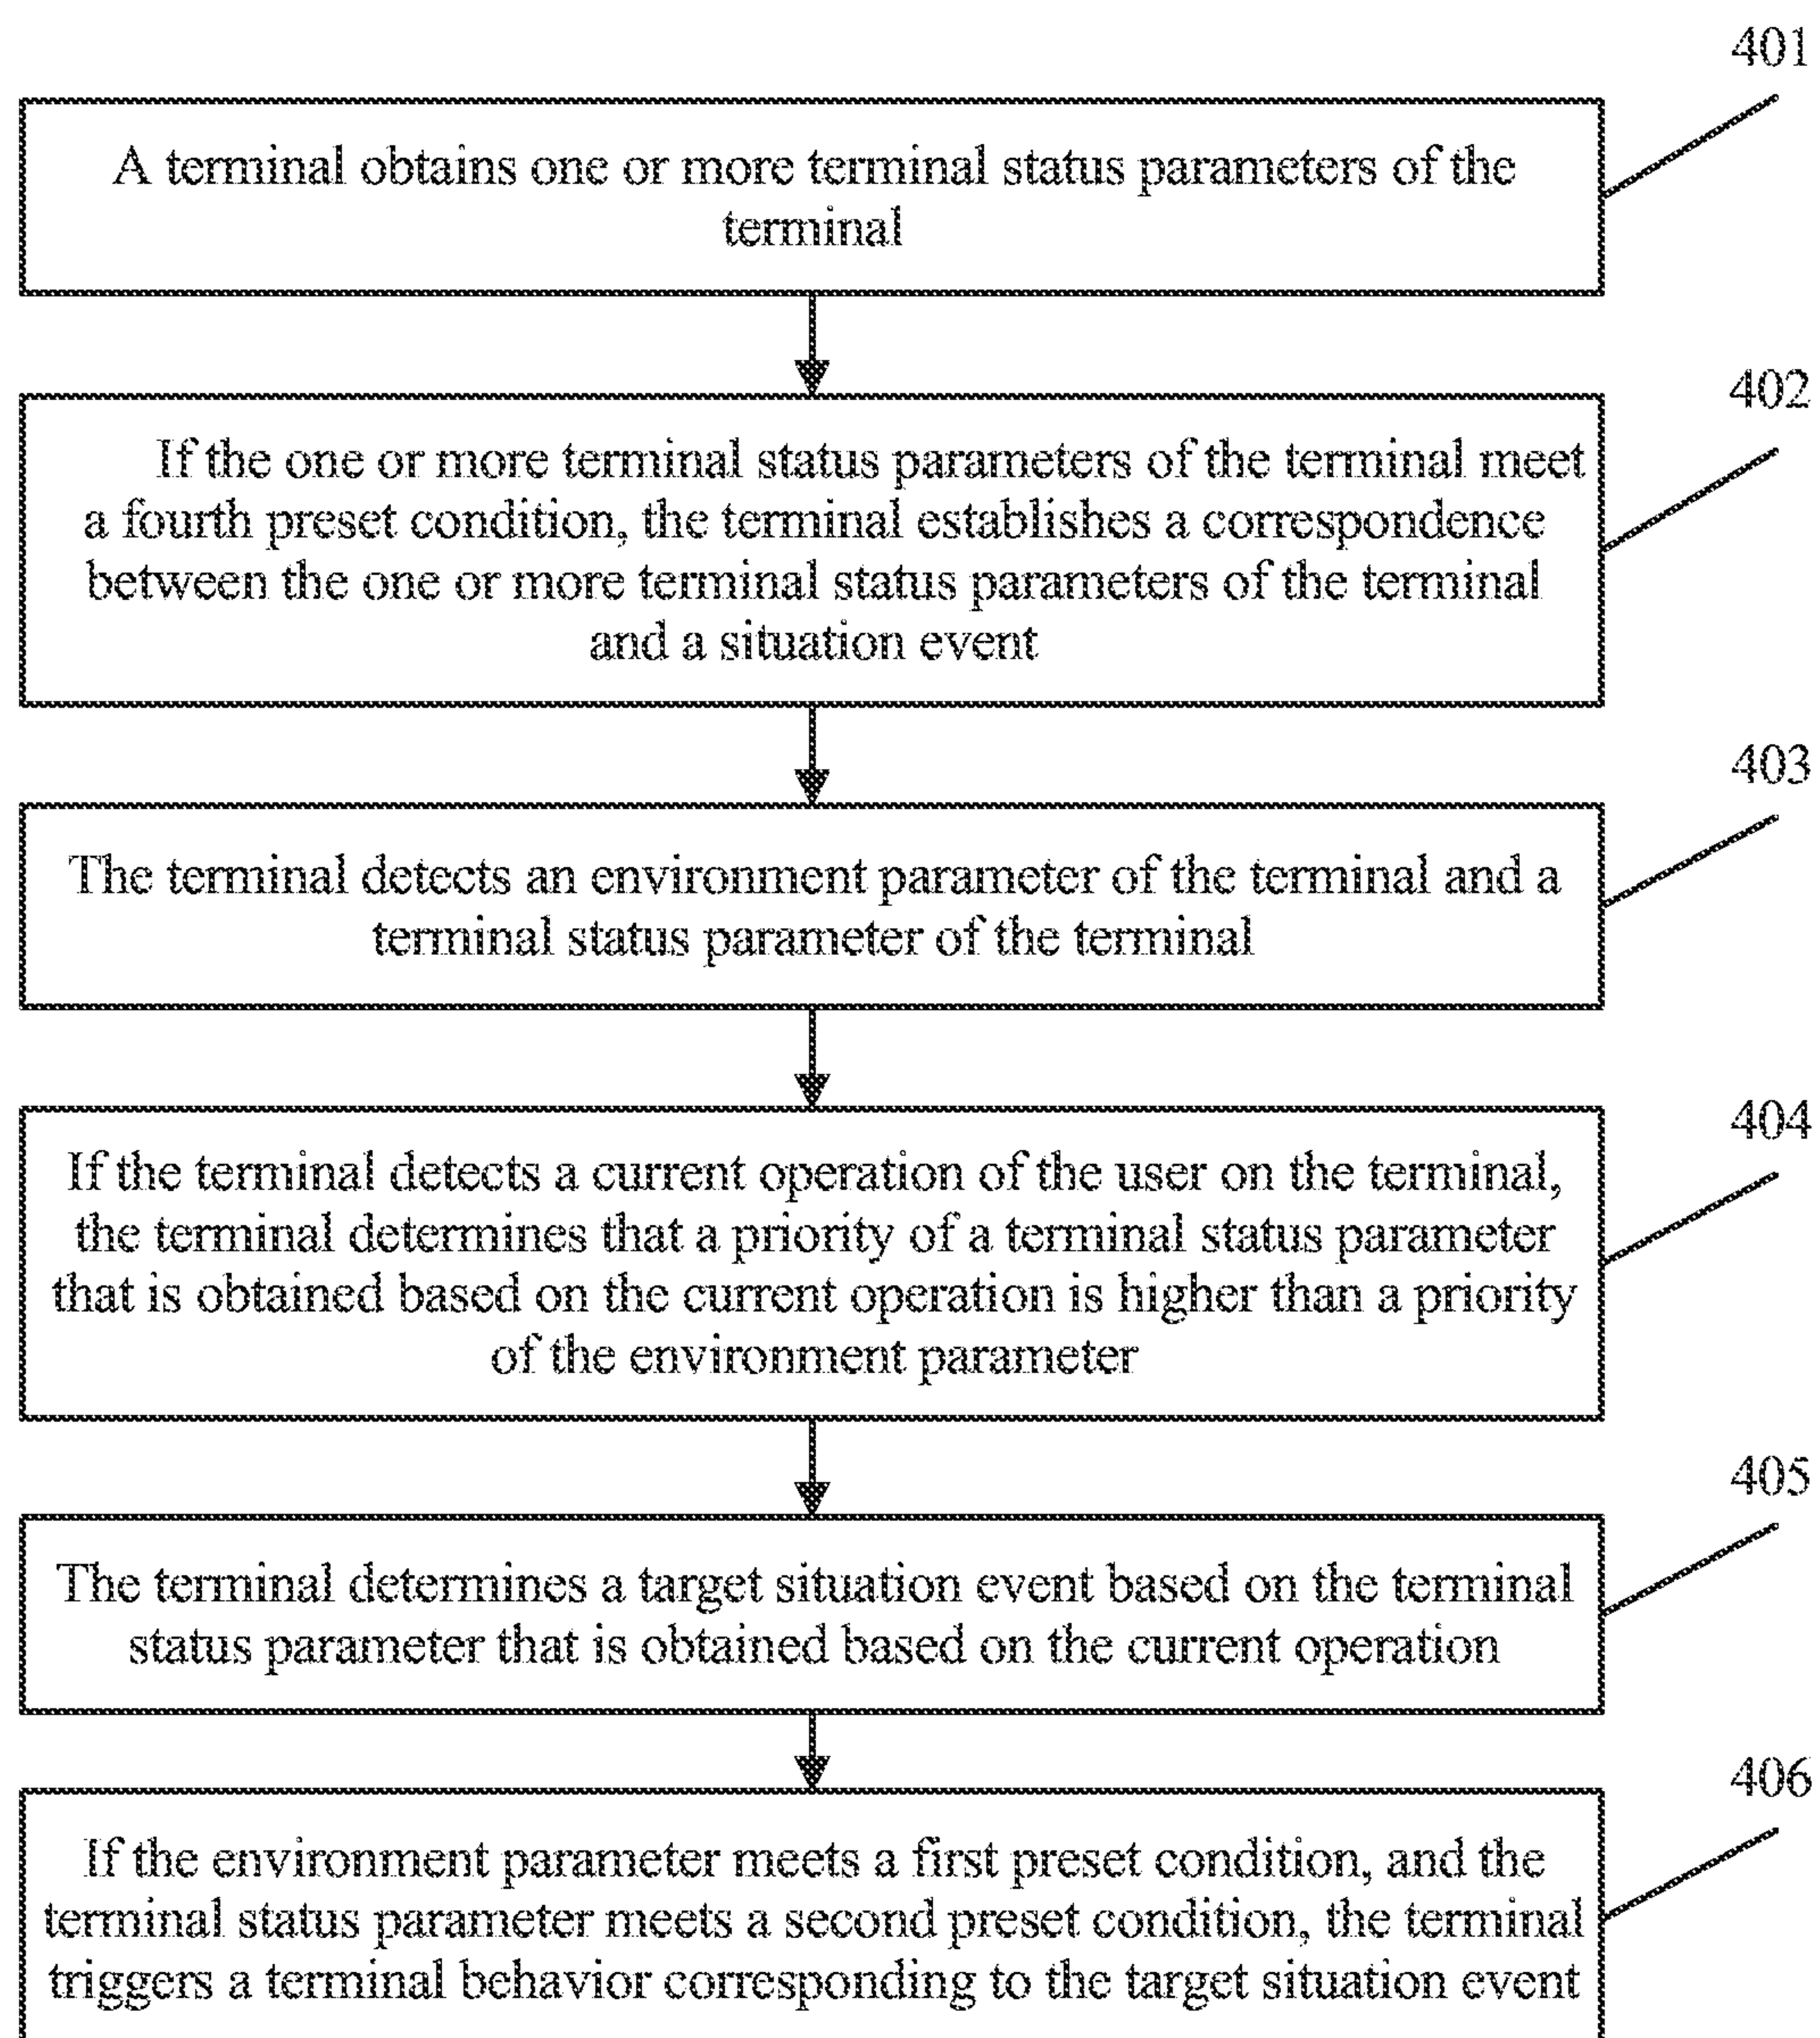 401
A terminal obtains one or more terminal status parameters of the
terminal
402
If the one or more terminal status parameters of the terminal meet
a fourth preset condition, the terminal establishes a correspondence
between the one or more terminal status parameters of the terminal
and a situation event
403
The terminal detects an environment parameter of the terminal and a
terminal status parameter of the terminal
404
If the terminal detects a current operation of the user on the terminal,
the terminal determines that a priority of a terminal status parameter
that is obtained based on the current operation is higher than a priority
of the environment parameter
405
The terminal determines a target situation event based on the terminal
status parameter that is obtained based on the current operation
406
If the environment parameter meets a first preset condition, and the
terminal status parameter meets a second preset condition, the terminal
triggers a terminal behavior corresponding to the target situation event